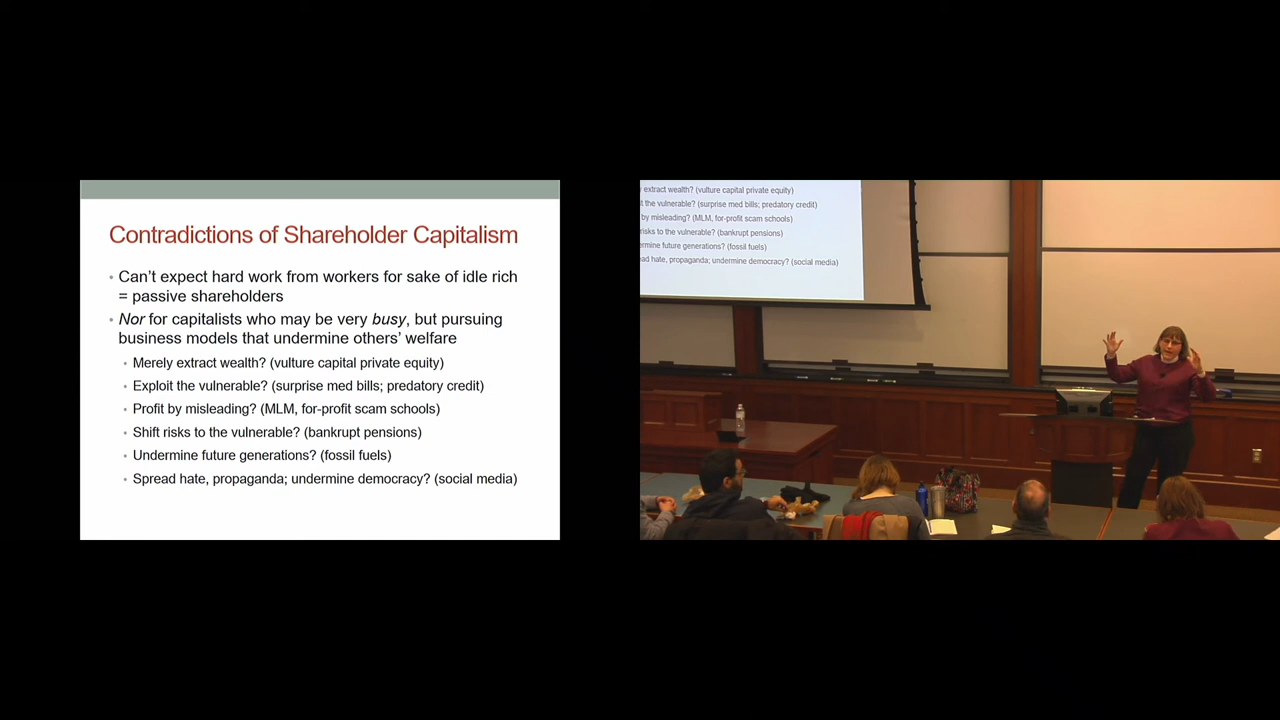 Contradictions of Shareholder Capitalism
• Can’t expect hard work from workers for sake of idle rich
= passive shareholders
• Nor for capitalists who may be very busy, but pursuing
business models that undermine others’ welfare
• Merely extract wealth? (vulture capital private equity)
• Exploit the vulnerable? (surprise med bills; predatory credit)
• Profit by misleading? (MLM, for-profit scam schools)
• Shift risks to the vulnerable? (bankrupt pensions)
• Undermine future generations? (fossil fuels)
• Spread hate, propaganda; undermine democracy? (social media)
extract wealth? (vulture capital private equity)
the vulnerable? (surprise med bills; predatory credit)
by misleading? (MLM, for-profit scam schools)
risks to the vulnerable? (bankrupt pensions)
ermine future generations? (fossil fuels)
ead hate, propaganda; undermine democracy? (social media)